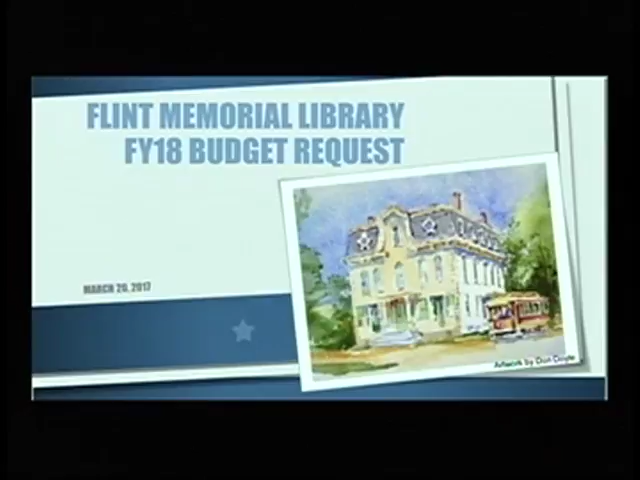 FLINT MEMORIAL LIBRARY
FY18 BUDGET REQUEST
MARCH 20, 2017
Artwork by Don Doyle